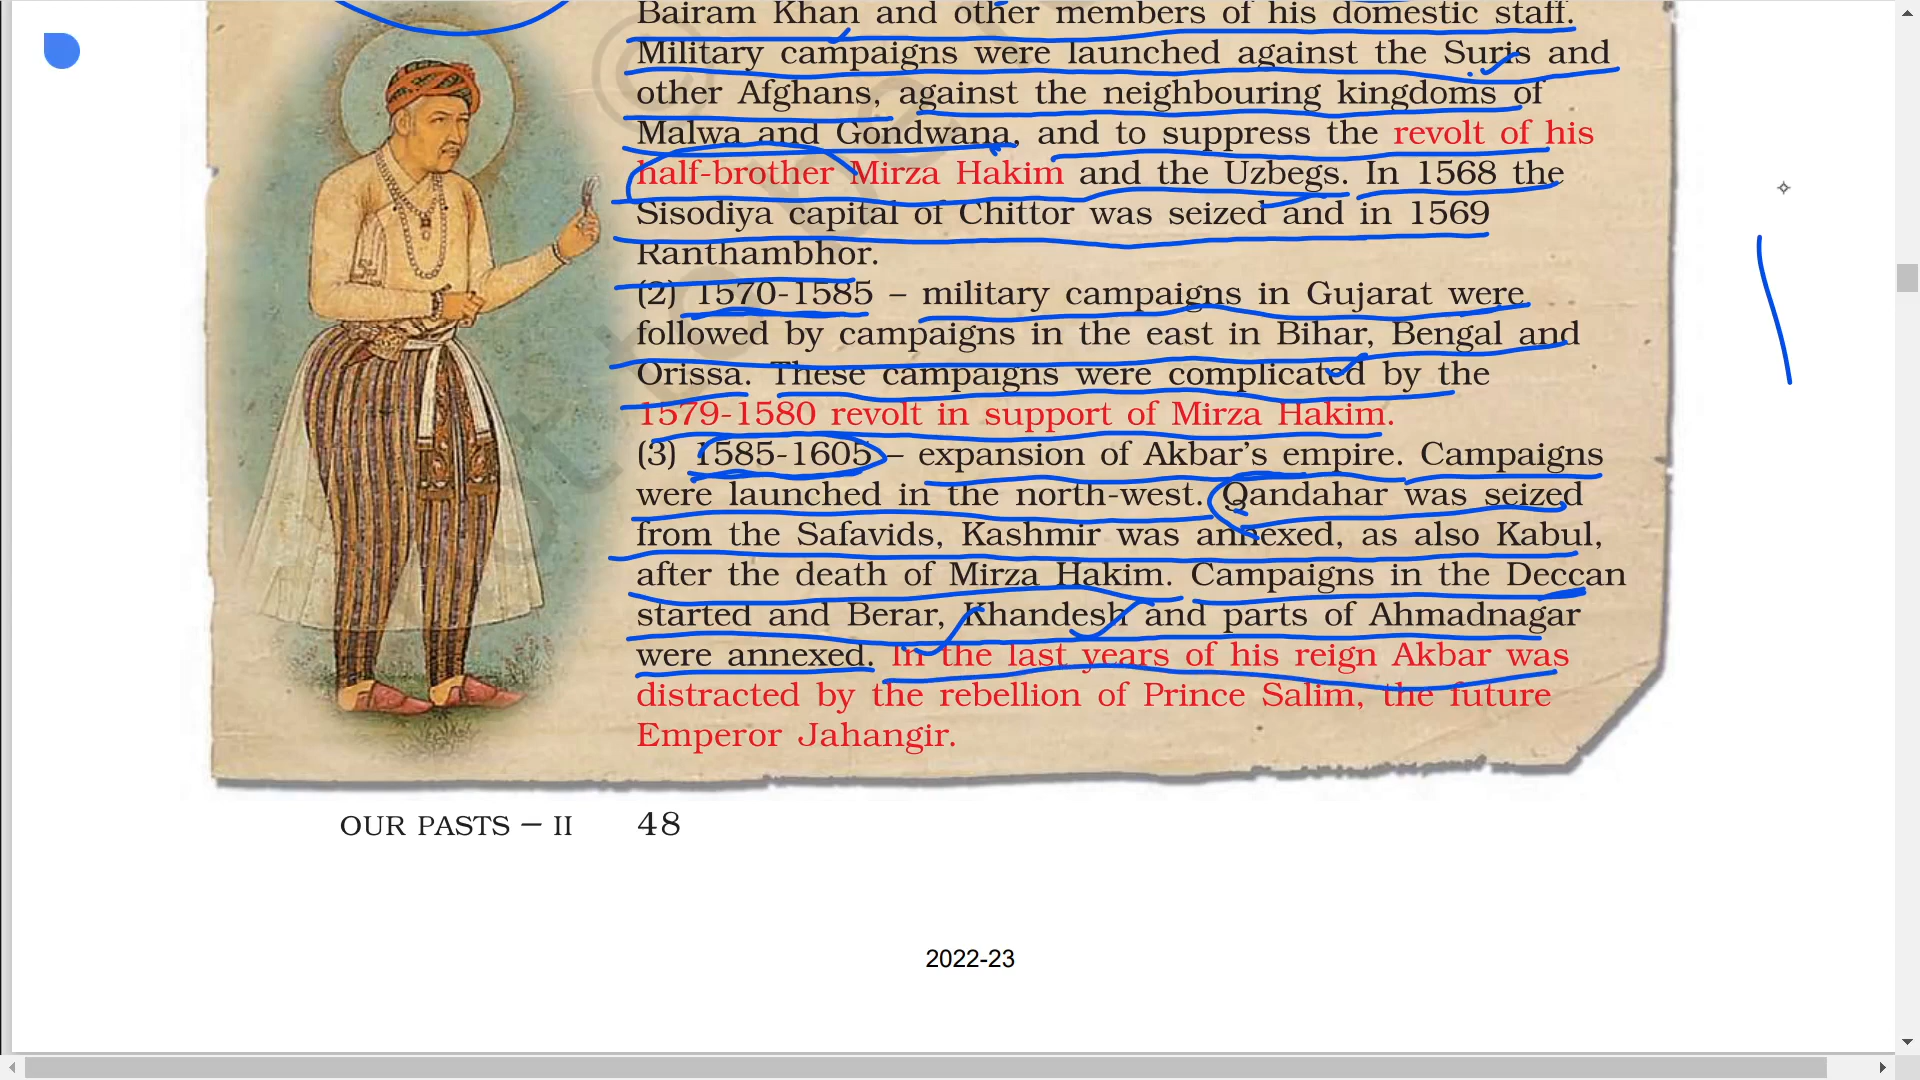 Bairam Khan and other members of his domestic staff.
Military campaigns were launched against the Suris and
other Afghans, against the neighbouring kingdoms of
Malwa and Gondwana, and to suppress the revolt of his
half-brother Mirza Hakim and the Uzbegs. In 1568 the
Sisodiya capital of Chittor was seized and in 1569
Ranthambhor.
(2) 1570-1585 – military campaigns in Gujarat were
followed by campaigns in the east in Bihar, Bengal and
Orissa. These campaigns were complicated by the
1579-1580 revolt in support of Mirza Hakim.
(3) 1585-1605 – expansion of Akbar’s empire. Campaigns
were launched in the north-west. Qandahar was seized
from the Safavids, Kashmir was annexed, as also Kabul,
after the death of Mirza Hakim. Campaigns in the Deccan
started and Berar, Khandesh and parts of Ahmadnagar
were annexed. In the last years of his reign Akbar was
distracted by the rebellion of Prince Salim, the future
Emperor Jahangir.
OUR PASTS – II 48
2022-23